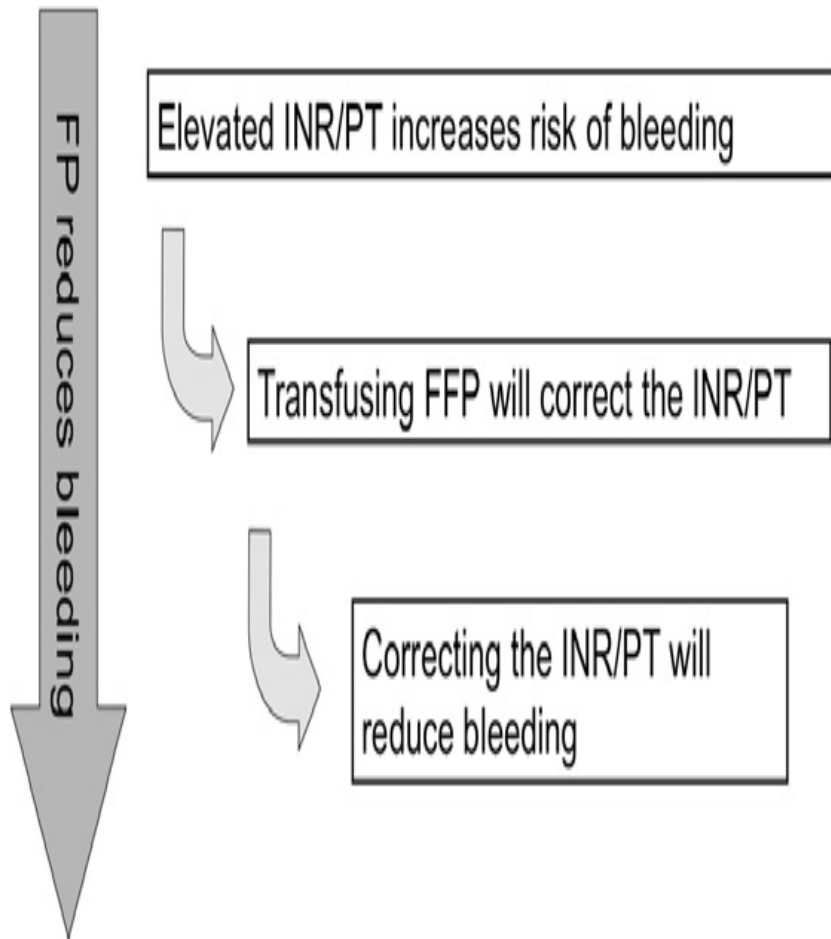 FP reduces bleeding
Elevated INR/PT increases risk of bleeding
Transfusing FFP will correct the INR/PT
Correcting the INR/PT will
reduce bleeding